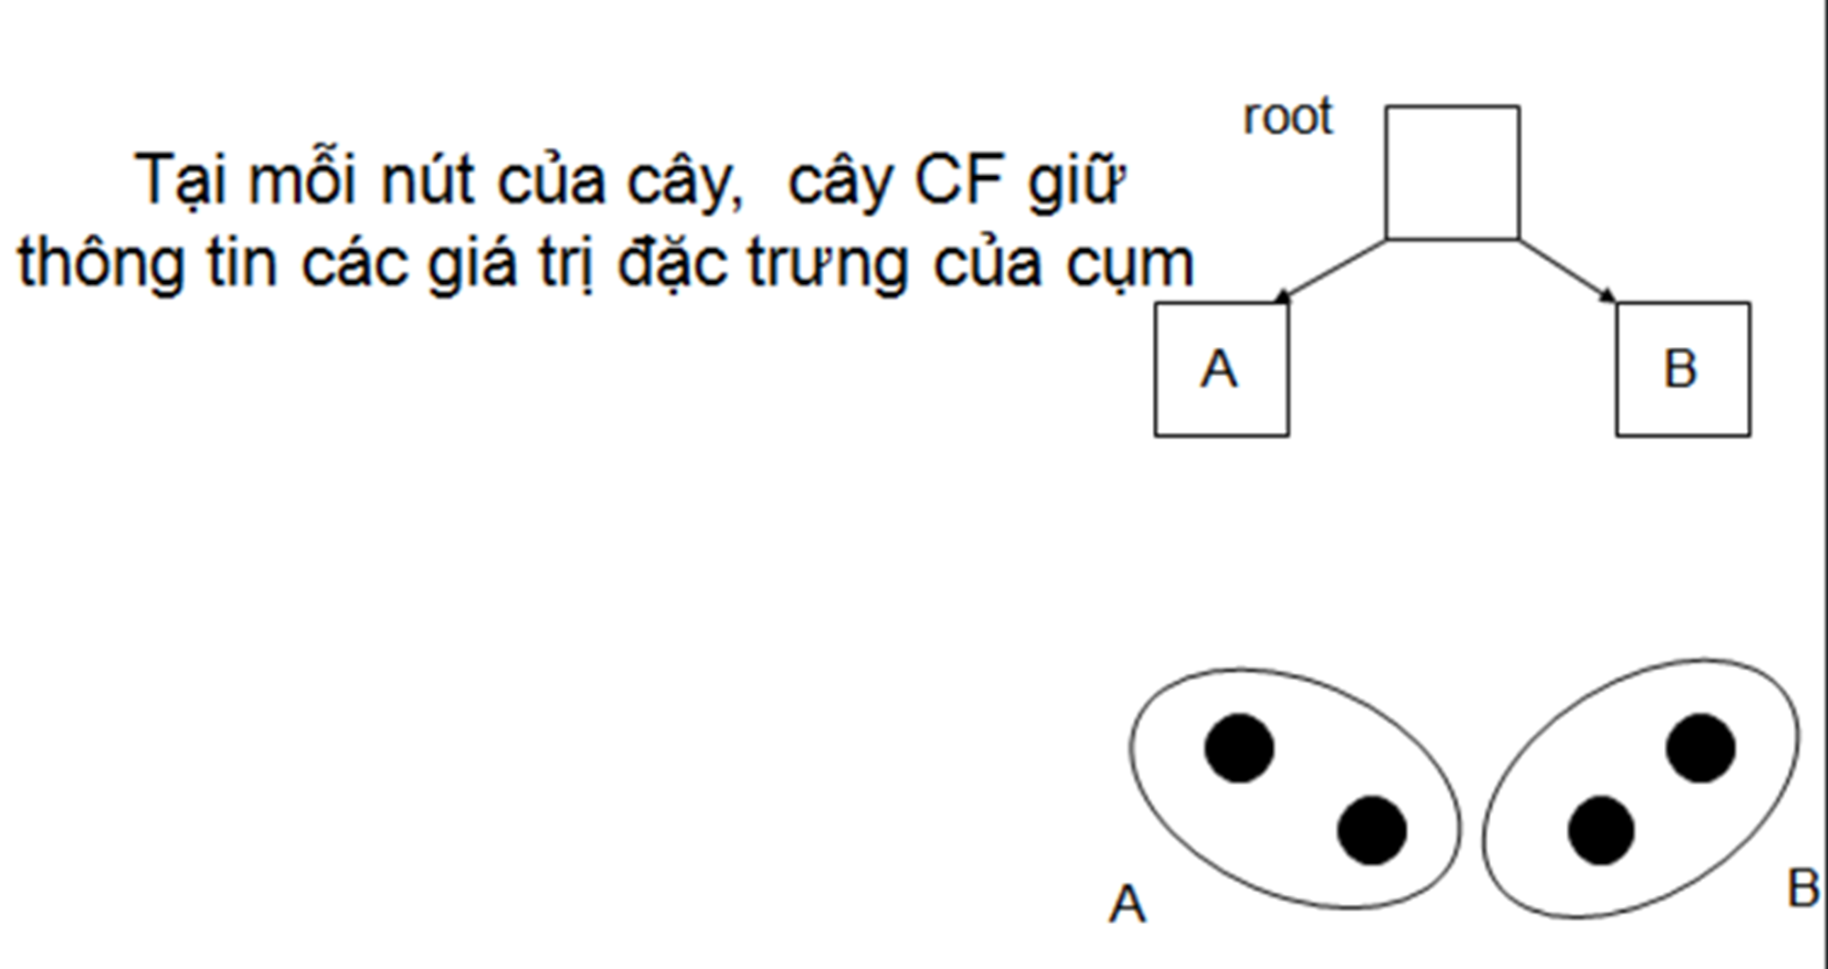 root
Tại mỗi nút của cây, cây CF giữ
thông tin các giá trị đặc trưng của cụm
A
B
A
B